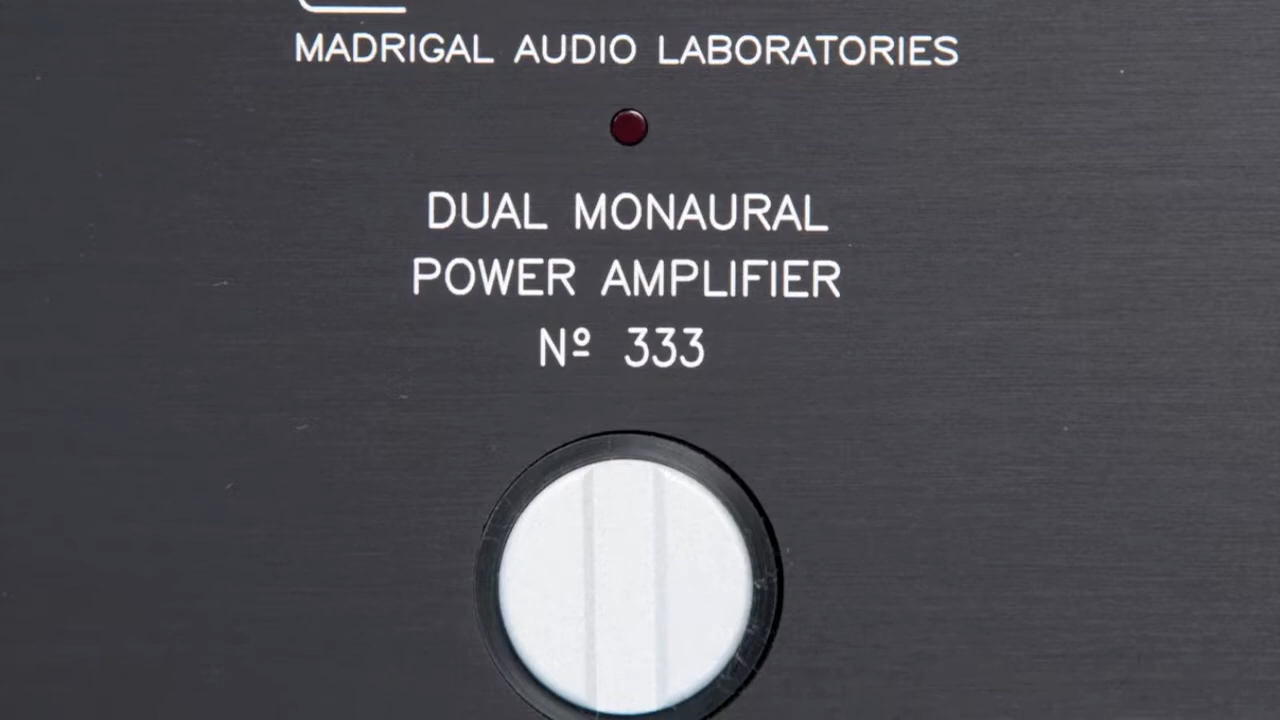 MADRIGAL AUDIO LABORATORIES
DUAL MONAURAL
POWER AMPLIFIER
Nº 333